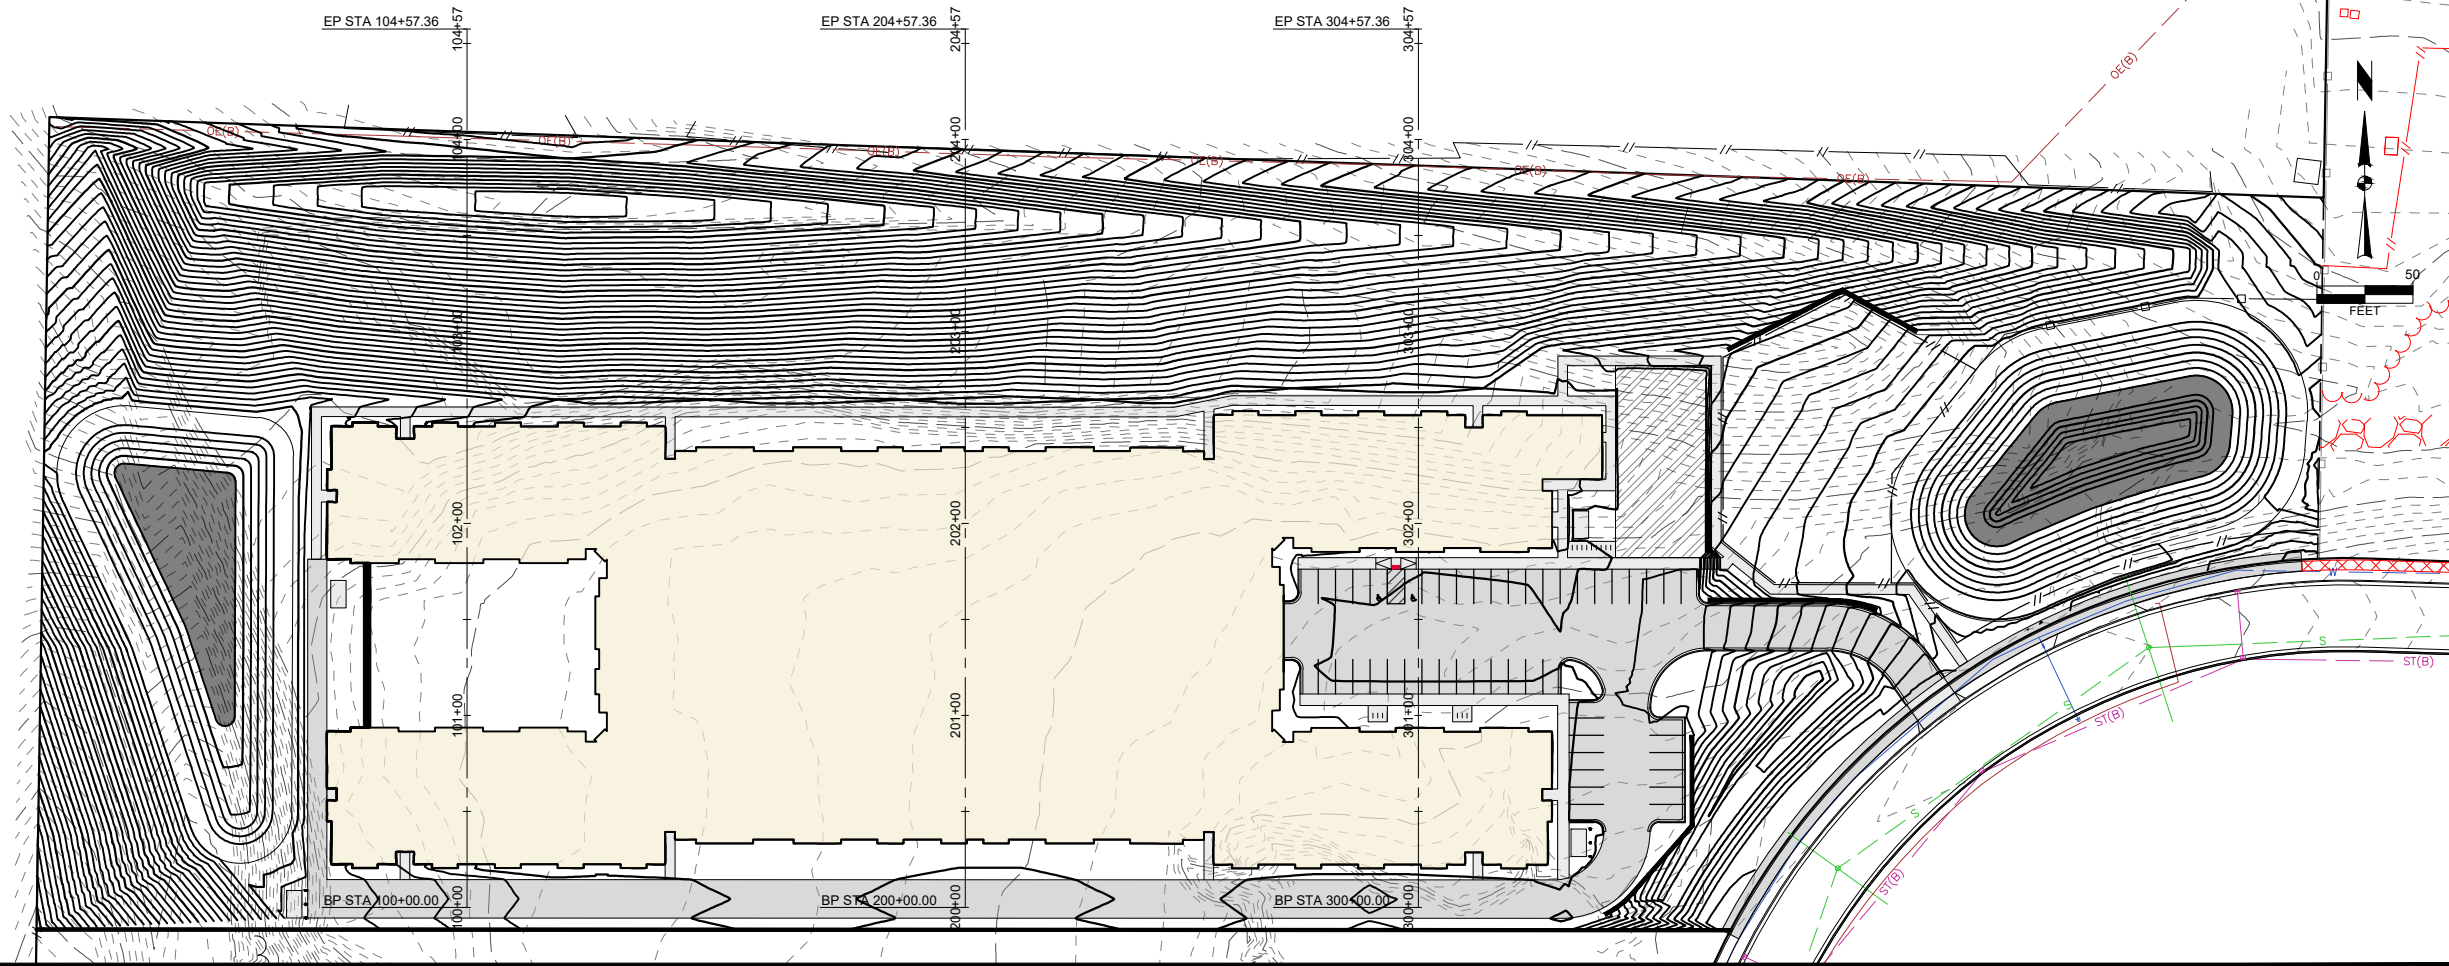 EP STA 104+57.36
104+57
EP STA 204+57.36
204+57
EP STA 304+57.36
304+57
OE(B)
OE(B)
OE(B)
OE(B)
OE(B)
OE(B)
OE(B)
104+00
204+00
304+00
N
0
50
FEET
103+00
203+00
303+00
102+00
202+00
302+00
W
S
ST(B)
S
ST(B)
S
ST(B)
101+00
201+00
301+00
BP STA 100+00.00
100+00
BP STA 200+00.00
200+00
BP STA 300+00.00
300+00